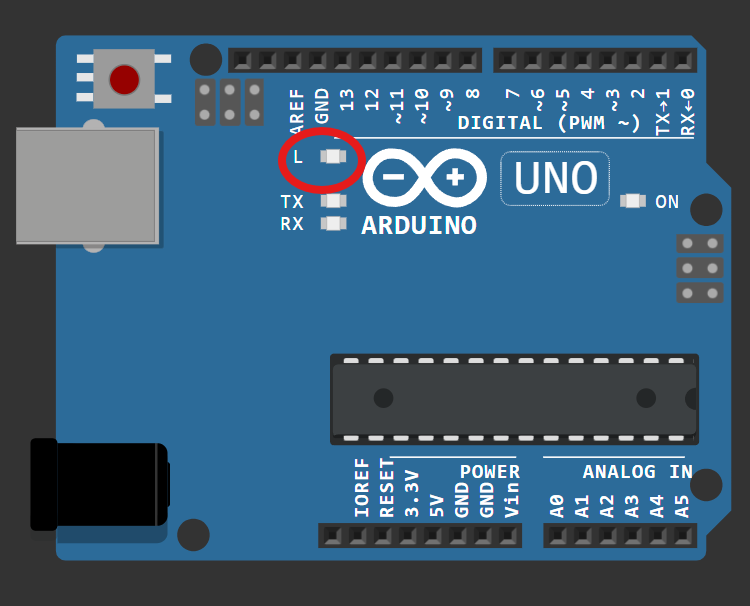 AREF
GND
13
12
~11
~10
~9
8
7
~6
~5
4
~3
2
TX→1
RX←0
DIGITAL (PWM ~)
L
UNO
TX
ON
RX
ARDUINO
IOREF
RESET
3.3V
5V
GND
GND
Vin
POWER
ANALOG IN
A0
A1
A2
A3
A4
A5